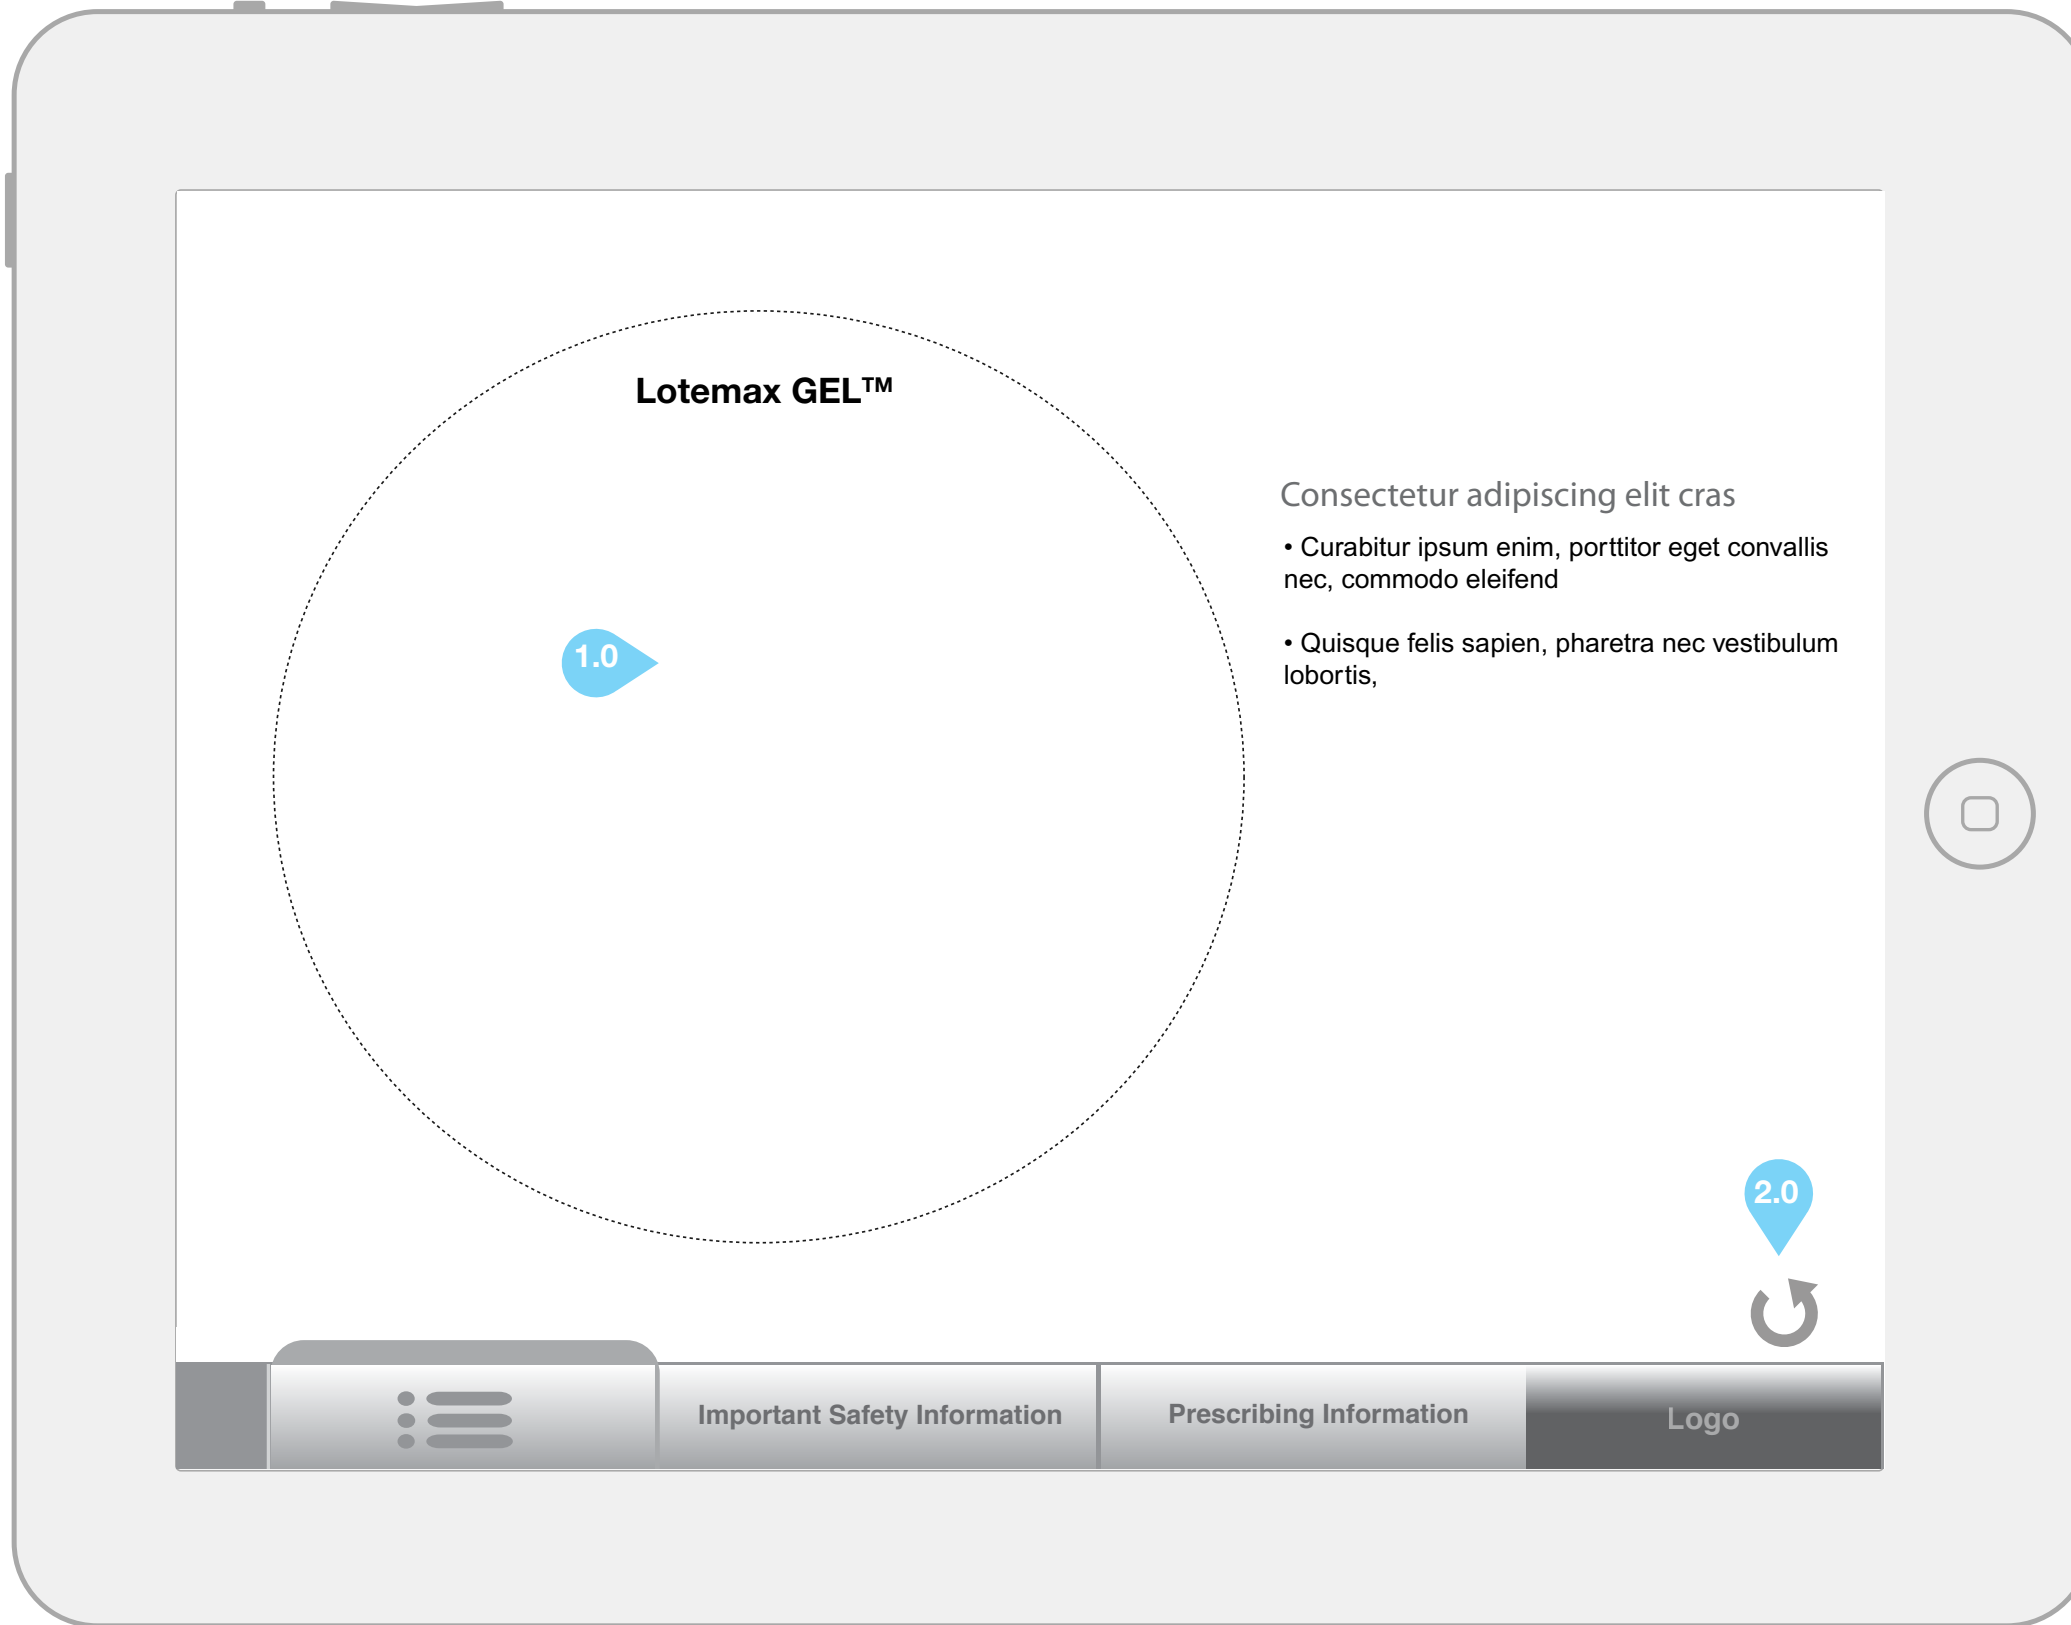 Lotemax GEL™
Consectetur adipiscing elit cras
• Curabitur ipsum enim, porttitor eget convallis
nec, commodo eleifend
• Quisque felis sapien, pharetra nec vestibulum
lobortis,
1.0
2.0
Important Safety Information
Prescribing Information
Logo